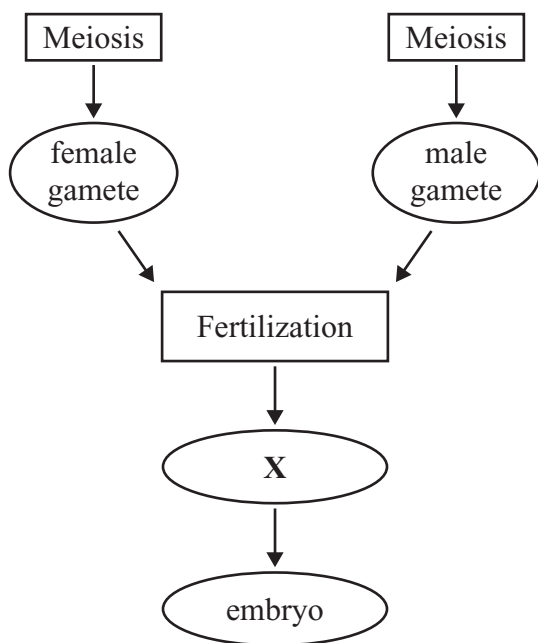 Meiosis
Meiosis
female
gamete
male
gamete
Fertilization
X
embryo